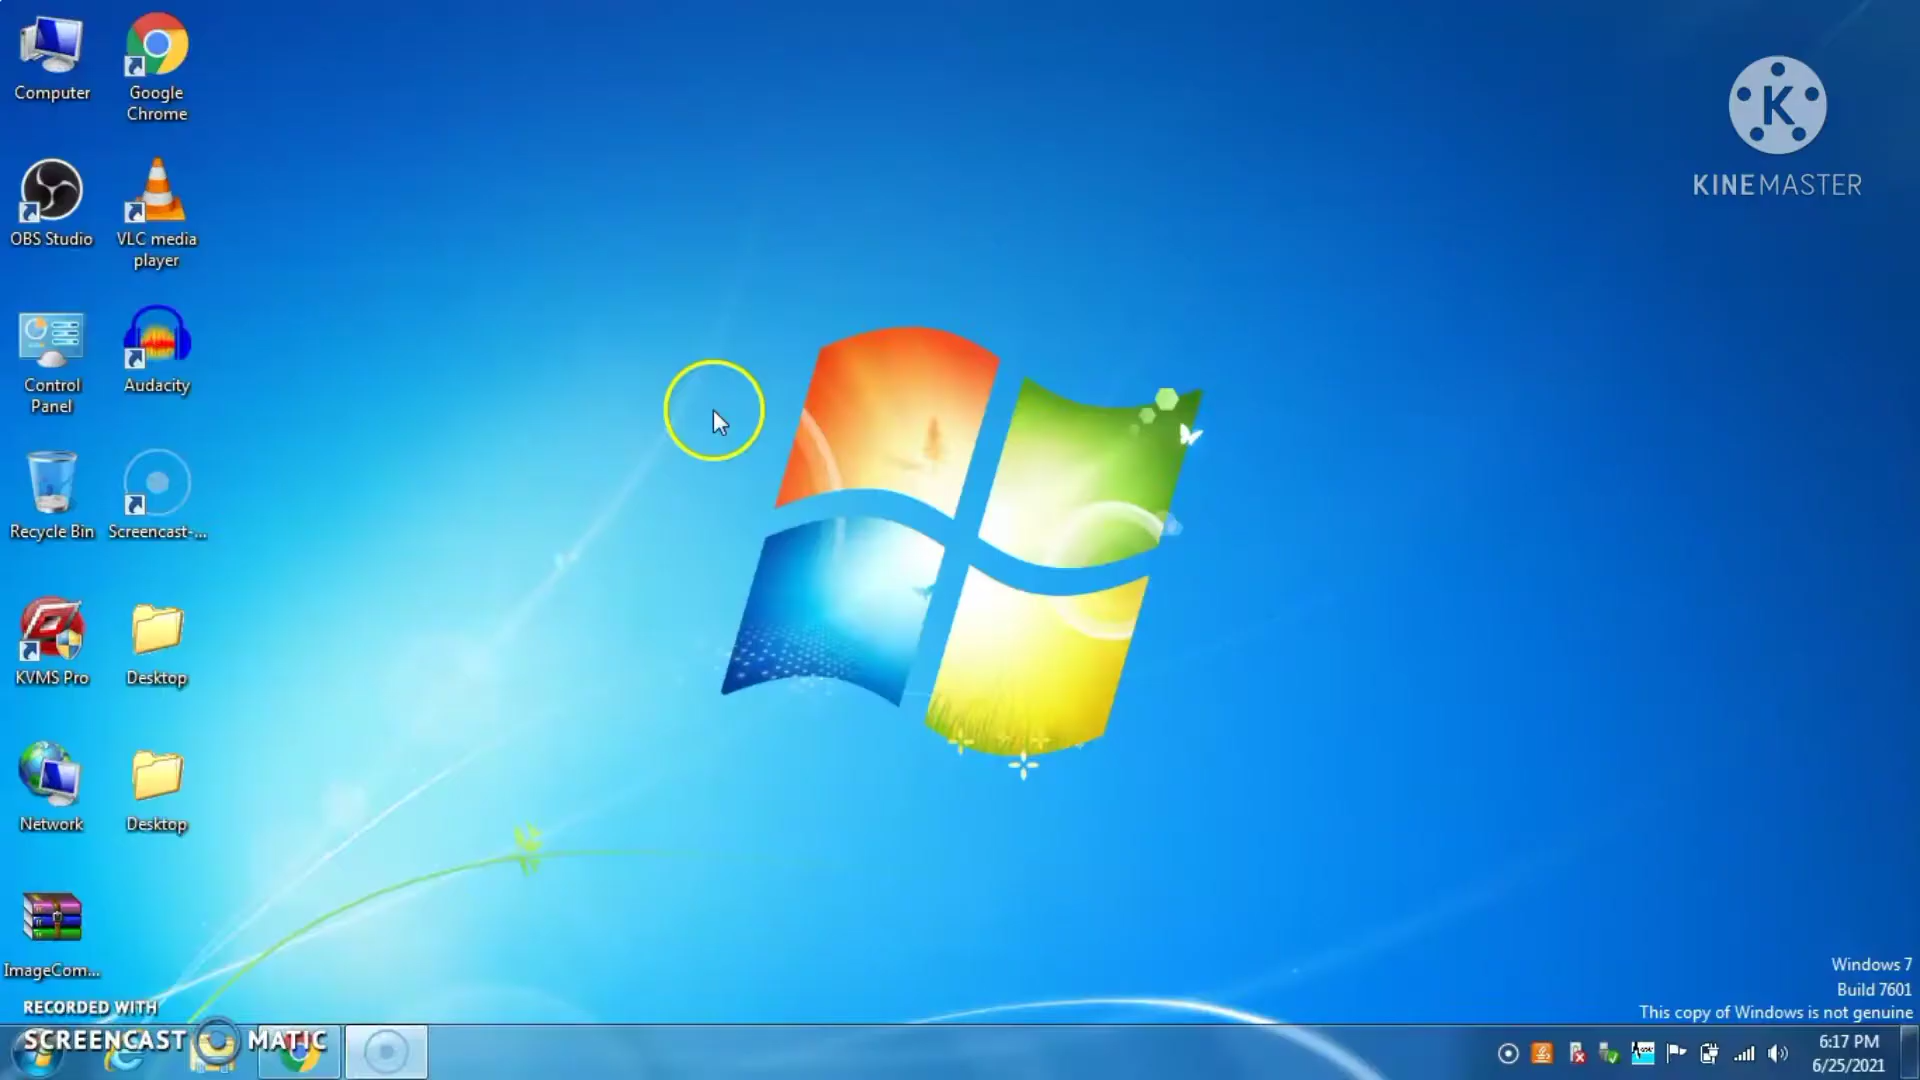 Computer
Google
Chrome
K
KINEMASTER
OBS Studio
VLC media
player
Control
Panel
Audacity
Recycle Bin
Screencast-...
KVMS Pro
Desktop
Network
Desktop
ImageCom...
Windows 7
Build 7601
This copy of Windows is not genuine
RECORDED WITH
SCREENCAST MATIC
6:17 PM
6/25/2021